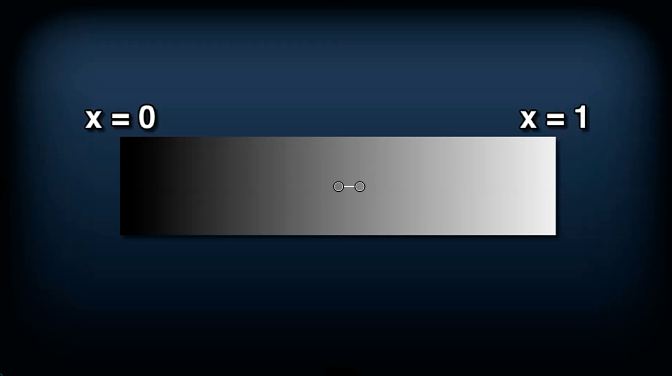 x = 0
x = 1